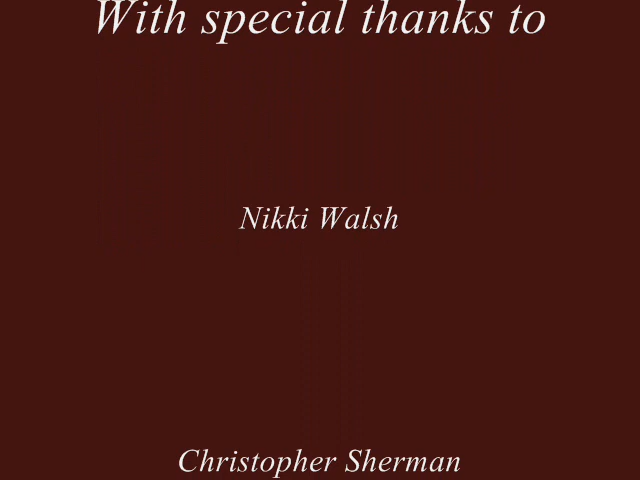 With special thanks to
Nikki Walsh
Christopher Sherman